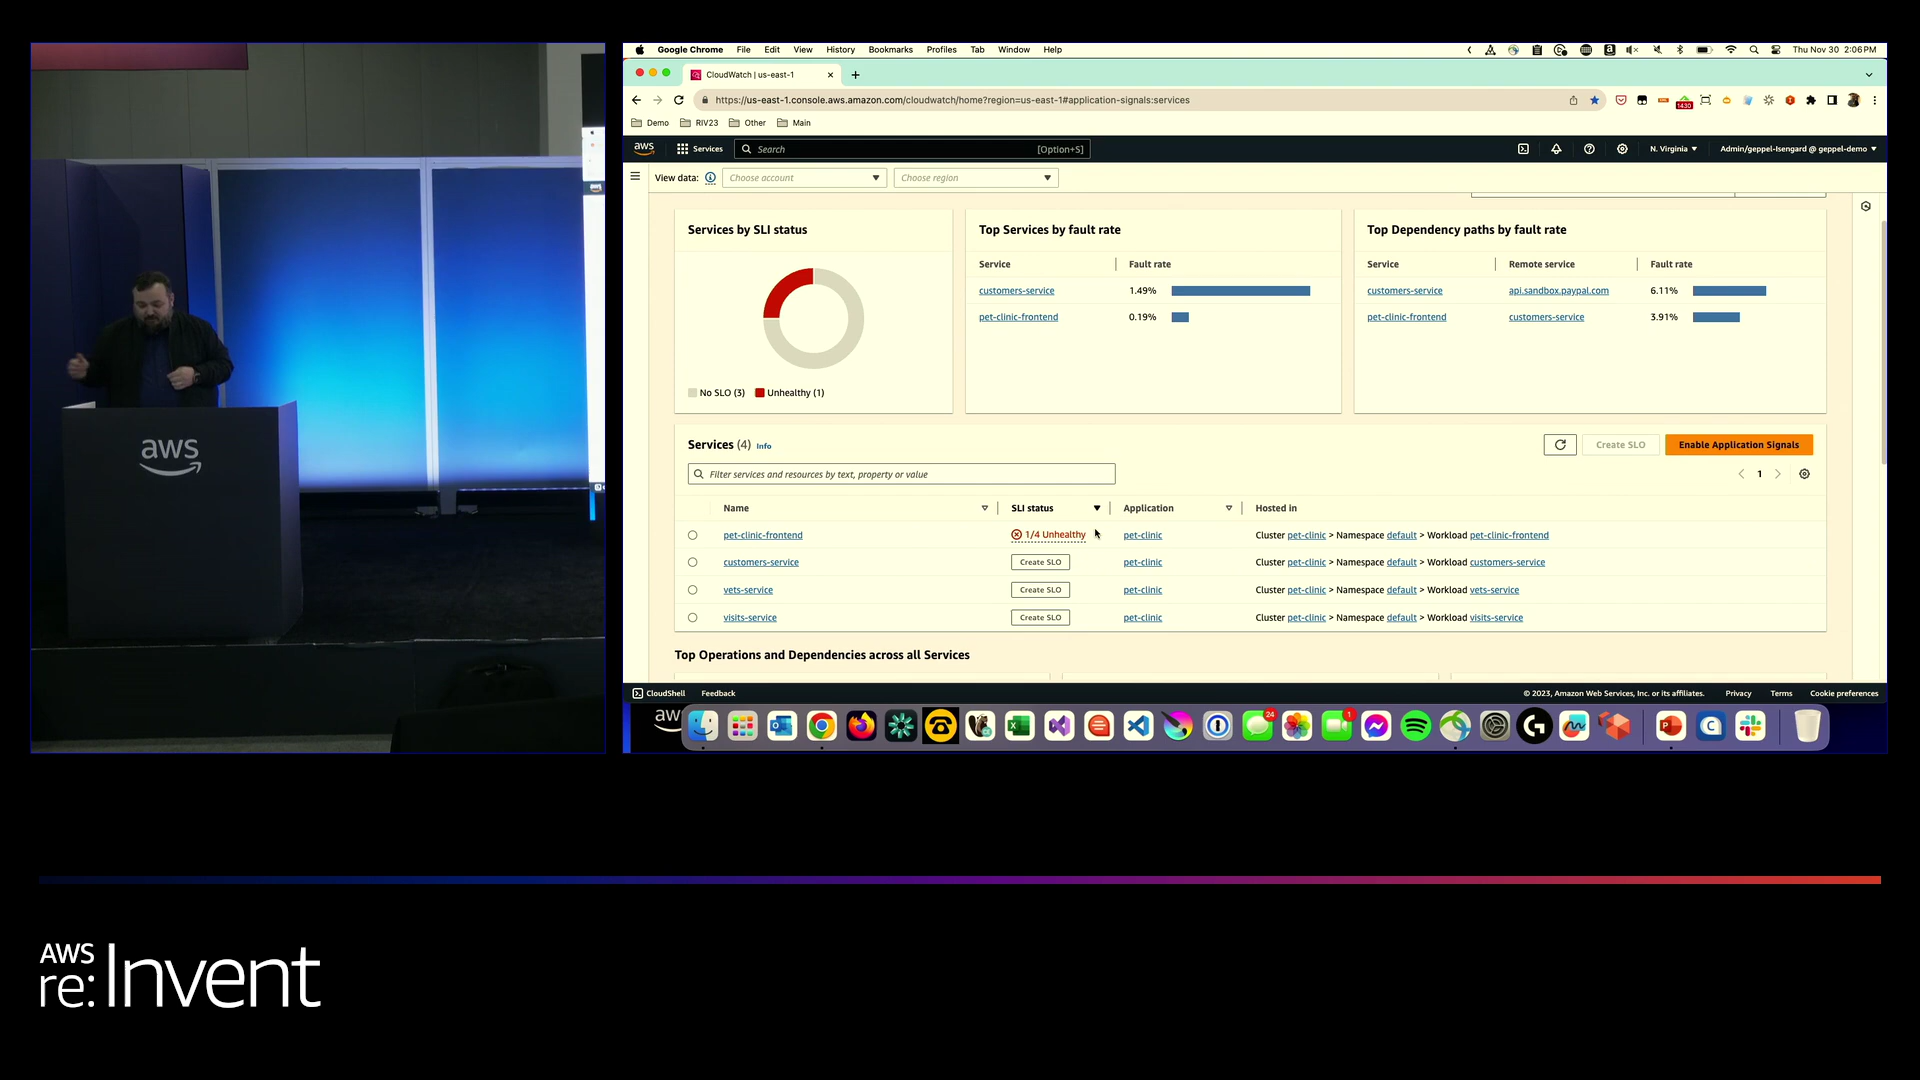 Google Chrome File Edit View History Bookmarks Profiles Tab Window Help Thu Nov 30 2:06 PM
CloudWatch | us-east-1
https://us-east-1.console.aws.amazon.com/cloudwatch/home?region=us-east-1#application-signals:services
1430
Demo RIV23 Other Main
aws Services Search [Option+S] N. Virginia Admin/geppel-Isengard @ geppel-demo
View data: Choose account Choose region
Services by SLI status
No SLO (3) Unhealthy (1)
Top Services by fault rate
Service Fault rate
customers-service 1.49%
pet-clinic-frontend 0.19%
Top Dependency paths by fault rate
Service Remote service Fault rate
customers-service api.sandbox.paypal.com 6.11%
pet-clinic-frontend customers-service 3.91%
Services (4) Info Create SLO Enable Application Signals
Filter services and resources by text, property or value 1
Name SLI status Application Hosted in
pet-clinic-frontend 1/4 Unhealthy pet-clinic Cluster pet-clinic > Namespace default > Workload pet-clinic-frontend
customers-service Create SLO pet-clinic Cluster pet-clinic > Namespace default > Workload customers-service
vets-service Create SLO pet-clinic Cluster pet-clinic > Namespace default > Workload vets-service
visits-service Create SLO pet-clinic Cluster pet-clinic > Namespace default > Workload visits-service
Top Operations and Dependencies across all Services
CloudShell Feedback © 2023, Amazon Web Services, Inc. or its affiliates. Privacy Terms Cookie preferences
24 1
aws
AWS
re:Invent